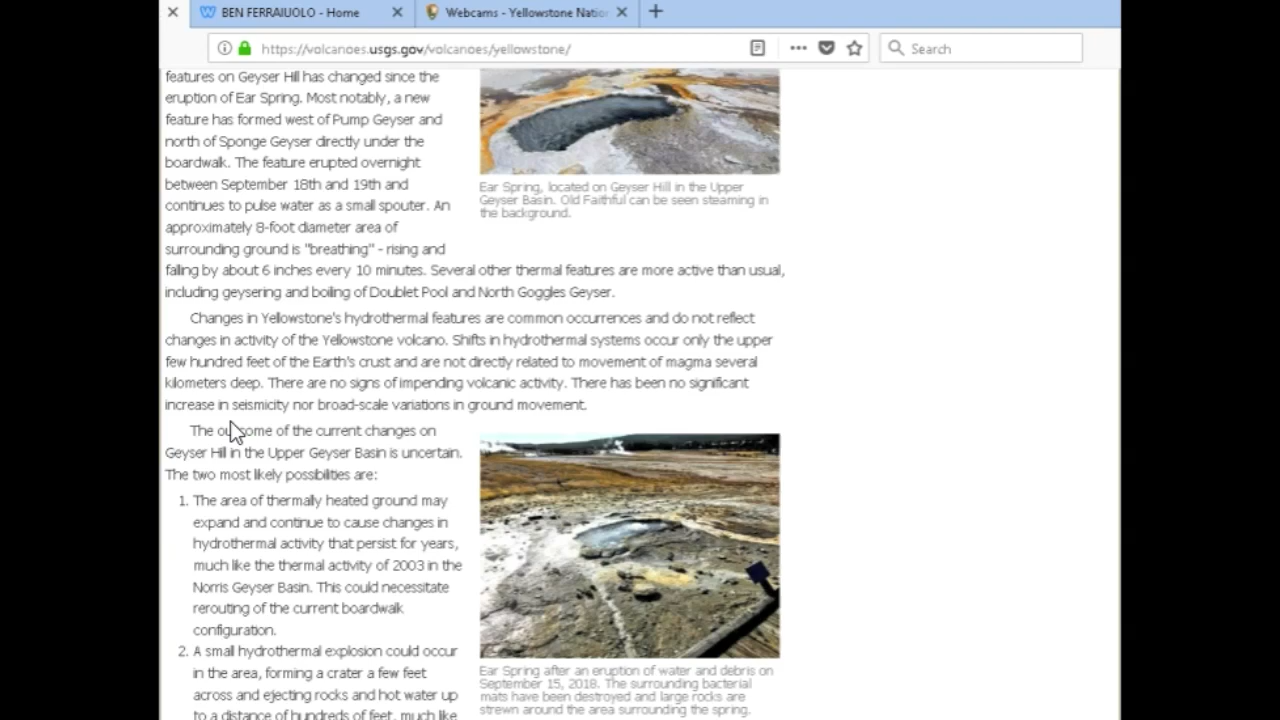 BEN FERRAIUOLO - Home
Webcams - Yellowstone Natio
https://volcanoes.usgs.gov/volcanoes/yellowstone/
Search
features on Geyser Hill has changed since the
eruption of Ear Spring. Most notably, a new
feature has formed west of Pump Geyser and
north of Sponge Geyser directly under the
boardwalk. The feature erupted overnight
between September 18th and 19th and
continues to pulse water as a small spouter. An
approximately 8-foot diameter area of
surrounding ground is "breathing" - rising and
falling by about 6 inches every 10 minutes. Several other thermal features are more active than usual,
including geysering and boiling of Doublet Pool and North Goggles Geyser.
Ear Spring, located on Geyser Hill in the Upper
Geyser Basin. Old Faithful can be seen steaming in
the background.
Changes in Yellowstone's hydrothermal features are common occurrences and do not reflect
changes in activity of the Yellowstone volcano. Shifts in hydrothermal systems occur only the upper
few hundred feet of the Earth's crust and are not directly related to movement of magma several
kilometers deep. There are no signs of impending volcanic activity. There has been no significant
increase in seismicity nor broad-scale variations in ground movement.
The outcome of the current changes on
Geyser Hill in the Upper Geyser Basin is uncertain.
The two most likely possibilities are:
1. The area of thermally heated ground may
expand and continue to cause changes in
hydrothermal activity that persist for years,
much like the thermal activity of 2003 in the
Norris Geyser Basin. This could necessitate
rerouting of the current boardwalk
configuration.
2. A small hydrothermal explosion could occur
in the area, forming a crater a few feet
across and ejecting rocks and hot water up
to a distance of hundreds of feet, much like
Ear Spring after an eruption of water and debris on
September 15, 2018. The surrounding bacterial
mats have been destroyed and large rocks are
strewn around the area surrounding the spring.